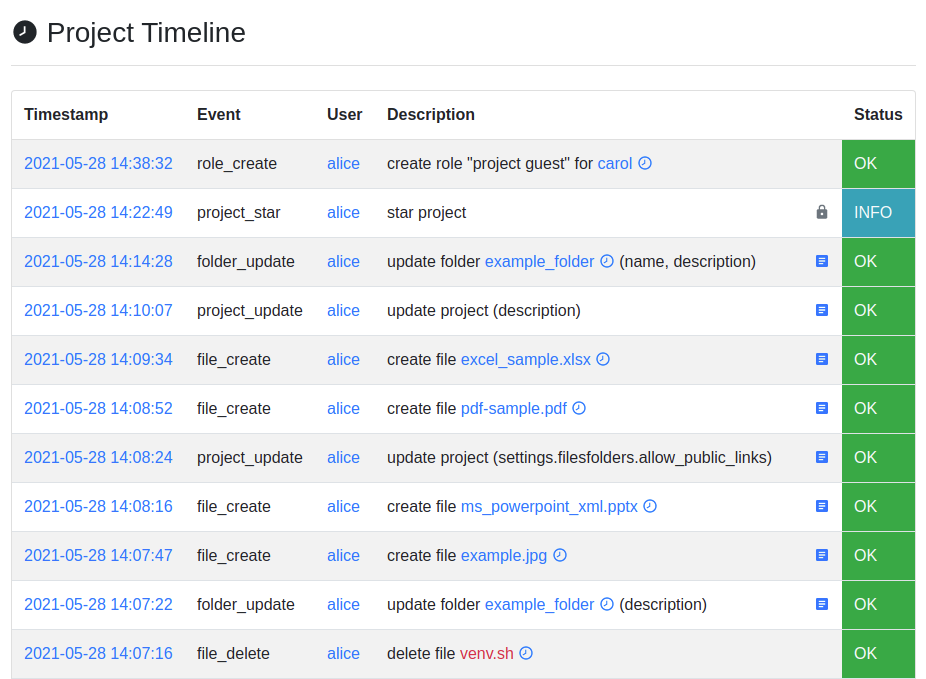 Project Timeline
Timestamp Event User Description Status
2021-05-28 14:38:32 role_create alice create role "project guest" for carol OK
2021-05-28 14:22:49 project_star alice star project INFO
2021-05-28 14:14:28 folder_update alice update folder example_folder (name, description) OK
2021-05-28 14:10:07 project_update alice update project (description) OK
2021-05-28 14:09:34 file_create alice create file excel_sample.xlsx OK
2021-05-28 14:08:52 file_create alice create file pdf-sample.pdf OK
2021-05-28 14:08:24 project_update alice update project (settings.filesfolders.allow_public_links) OK
2021-05-28 14:08:16 file_create alice create file ms_powerpoint_xml.pptx OK
2021-05-28 14:07:47 file_create alice create file example.jpg OK
2021-05-28 14:07:22 folder_update alice update folder example_folder (description) OK
2021-05-28 14:07:16 file_delete alice delete file venv.sh OK